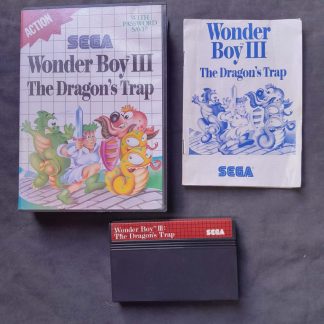 ACTION
WITH
PASSWORD
SAVE!
SEGA
Wonder Boy III
The Dragon's Trap
Wonder
Boy III
The Dragon's Trap
SEGA
Wonder Boy™ III:
The Dragon's Trap
SEGA